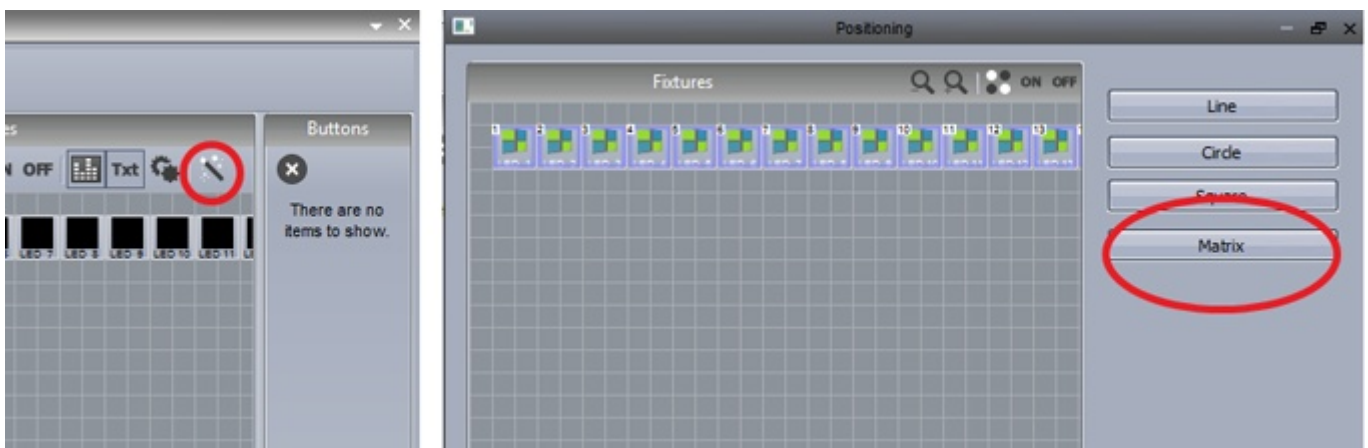 Buttons
OFF
Txt
There are no
items to show.
LED 7 LED 8 LED 9 LED 10 LED 11
Positioning
Fixtures
ON OFF
1 2 3 4 5 6 7 8 9 10 11 12 13
Line
Circle
Square
Matrix